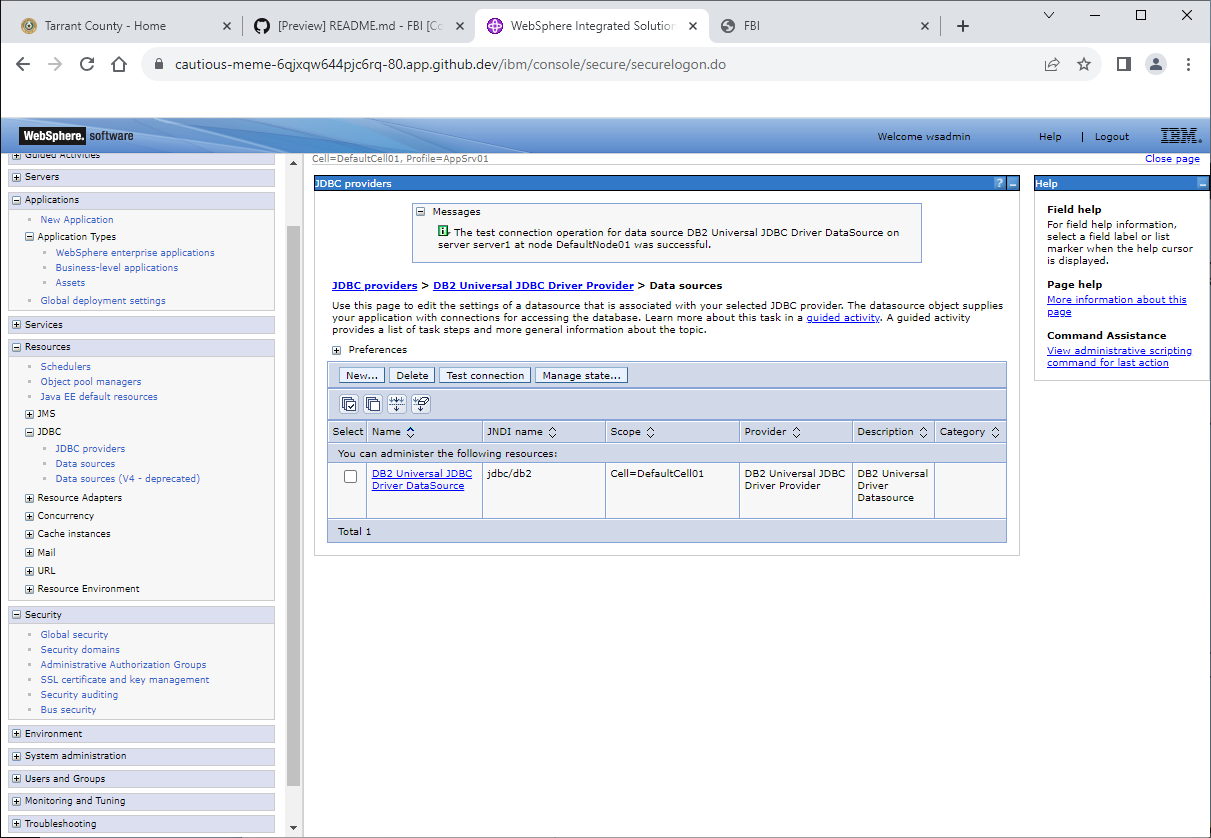 Tarrant County - Home
[Preview] README.md - FBI [Co
WebSphere Integrated Solution
FBI
cautious-meme-6qjxqw644pjc6rq-80.app.github.dev/ibm/console/secure/securelogon.do
WebSphere. software
Welcome wsadmin
Help | Logout
IBM.
Cell=DefaultCell01, Profile=AppSrv01
Close page
Guided Activities
Servers
Applications
New Application
Application Types
WebSphere enterprise applications
Business-level applications
Assets
Global deployment settings
Services
Resources
Schedulers
Object pool managers
Java EE default resources
JMS
JDBC
JDBC providers
Data sources
Data sources (V4 - deprecated)
Resource Adapters
Concurrency
Cache instances
Mail
URL
Resource Environment
Security
Global security
Security domains
Administrative Authorization Groups
SSL certificate and key management
Security auditing
Bus security
Environment
System administration
Users and Groups
Monitoring and Tuning
Troubleshooting
JDBC providers
? -
Messages
The test connection operation for data source DB2 Universal JDBC Driver DataSource on
server server1 at node DefaultNode01 was successful.
JDBC providers > DB2 Universal JDBC Driver Provider > Data sources
Use this page to edit the settings of a datasource that is associated with your selected JDBC provider. The datasource object supplies
your application with connections for accessing the database. Learn more about this task in a guided activity. A guided activity
provides a list of task steps and more general information about the topic.
Preferences
New... Delete Test connection Manage state...
Select Name JNDI name Scope Provider Description Category
You can administer the following resources:
DB2 Universal JDBC jdbc/db2 Cell=DefaultCell01 DB2 Universal JDBC DB2 Universal
Driver DataSource Driver Provider Driver
Datasource
Total 1
Help
Field help
For field help information,
select a field label or list
marker when the help cursor
is displayed.
Page help
More information about this
page
Command Assistance
View administrative scripting
command for last action